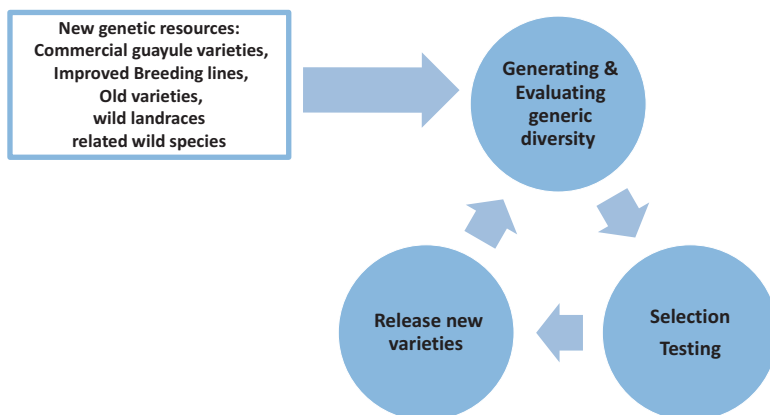 New genetic resources:
Commercial guayule varieties,
Improved Breeding lines,
Old varieties,
wild landraces
related wild species
Generating &
Evaluating
generic
diversity
Selection
Testing
Release new
varieties